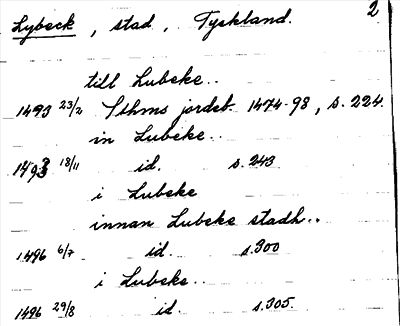 Lybeck, stad, Tyskland. 2
till Lubeke..
1493 23/2 Sthms jordeb. 1474-98, s. 224.
in Lubeke..
1493 18/11 id. s. 243
i Lubeke
innan Lubeke stadh..
1496 6/7 id. s. 300
i Lubeke..
1496 29/8 id. s. 305.